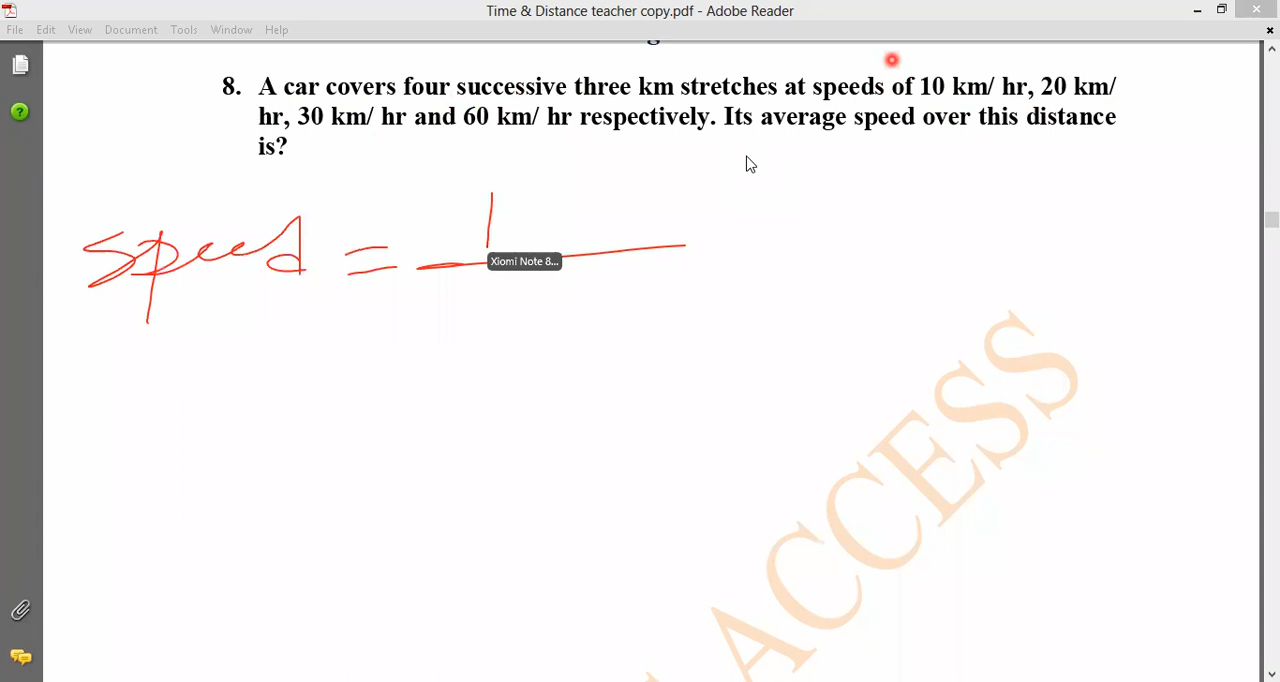 Time & Distance teacher copy.pdf - Adobe Reader
File Edit View Document Tools Window Help
8. A car covers four successive three km stretches at speeds of 10 km/ hr, 20 km/
hr, 30 km/ hr and 60 km/ hr respectively. Its average speed over this distance
is?
speed =
Xiomi Note 8...
ACCESS